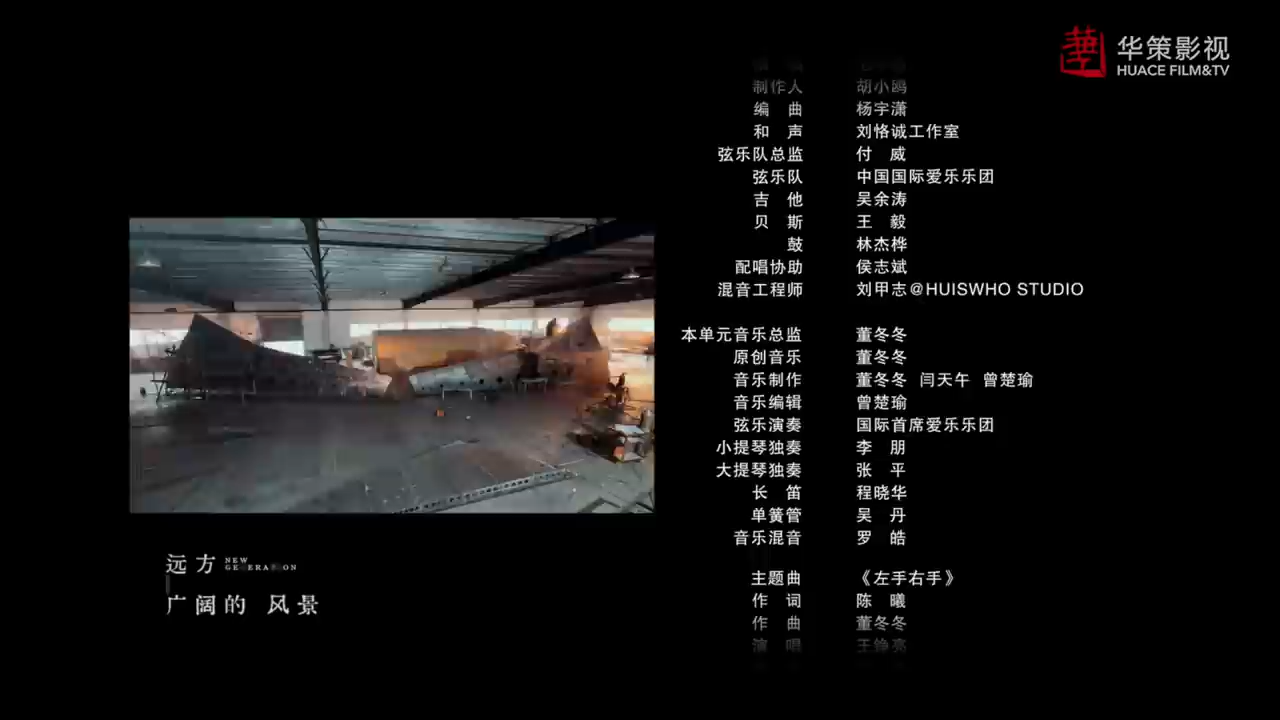 华策影视
HUACE FILM&TV
制作人 胡小鸥
编 曲 杨宇潇
和 声 刘恪诚工作室
弦乐队总监 付 威
弦乐队 中国国际爱乐乐团
吉 他 吴余涛
贝 斯 王 毅
鼓 林杰桦
配唱协助 侯志斌
混音工程师 刘甲志@HUISWHO STUDIO
本单元音乐总监 董冬冬
原创音乐 董冬冬
音乐制作 董冬冬 闫天午 曾楚瑜
音乐编辑 曾楚瑜
弦乐演奏 国际首席爱乐乐团
小提琴独奏 李 朋
大提琴独奏 张 平
长 笛 程晓华
单簧管 吴 丹
音乐混音 罗 皓
主题曲 《左手右手》
作 词 陈 曦
作 曲 董冬冬
演 唱 王铮亮
远方 NEW GENERATION
广阔的 风景